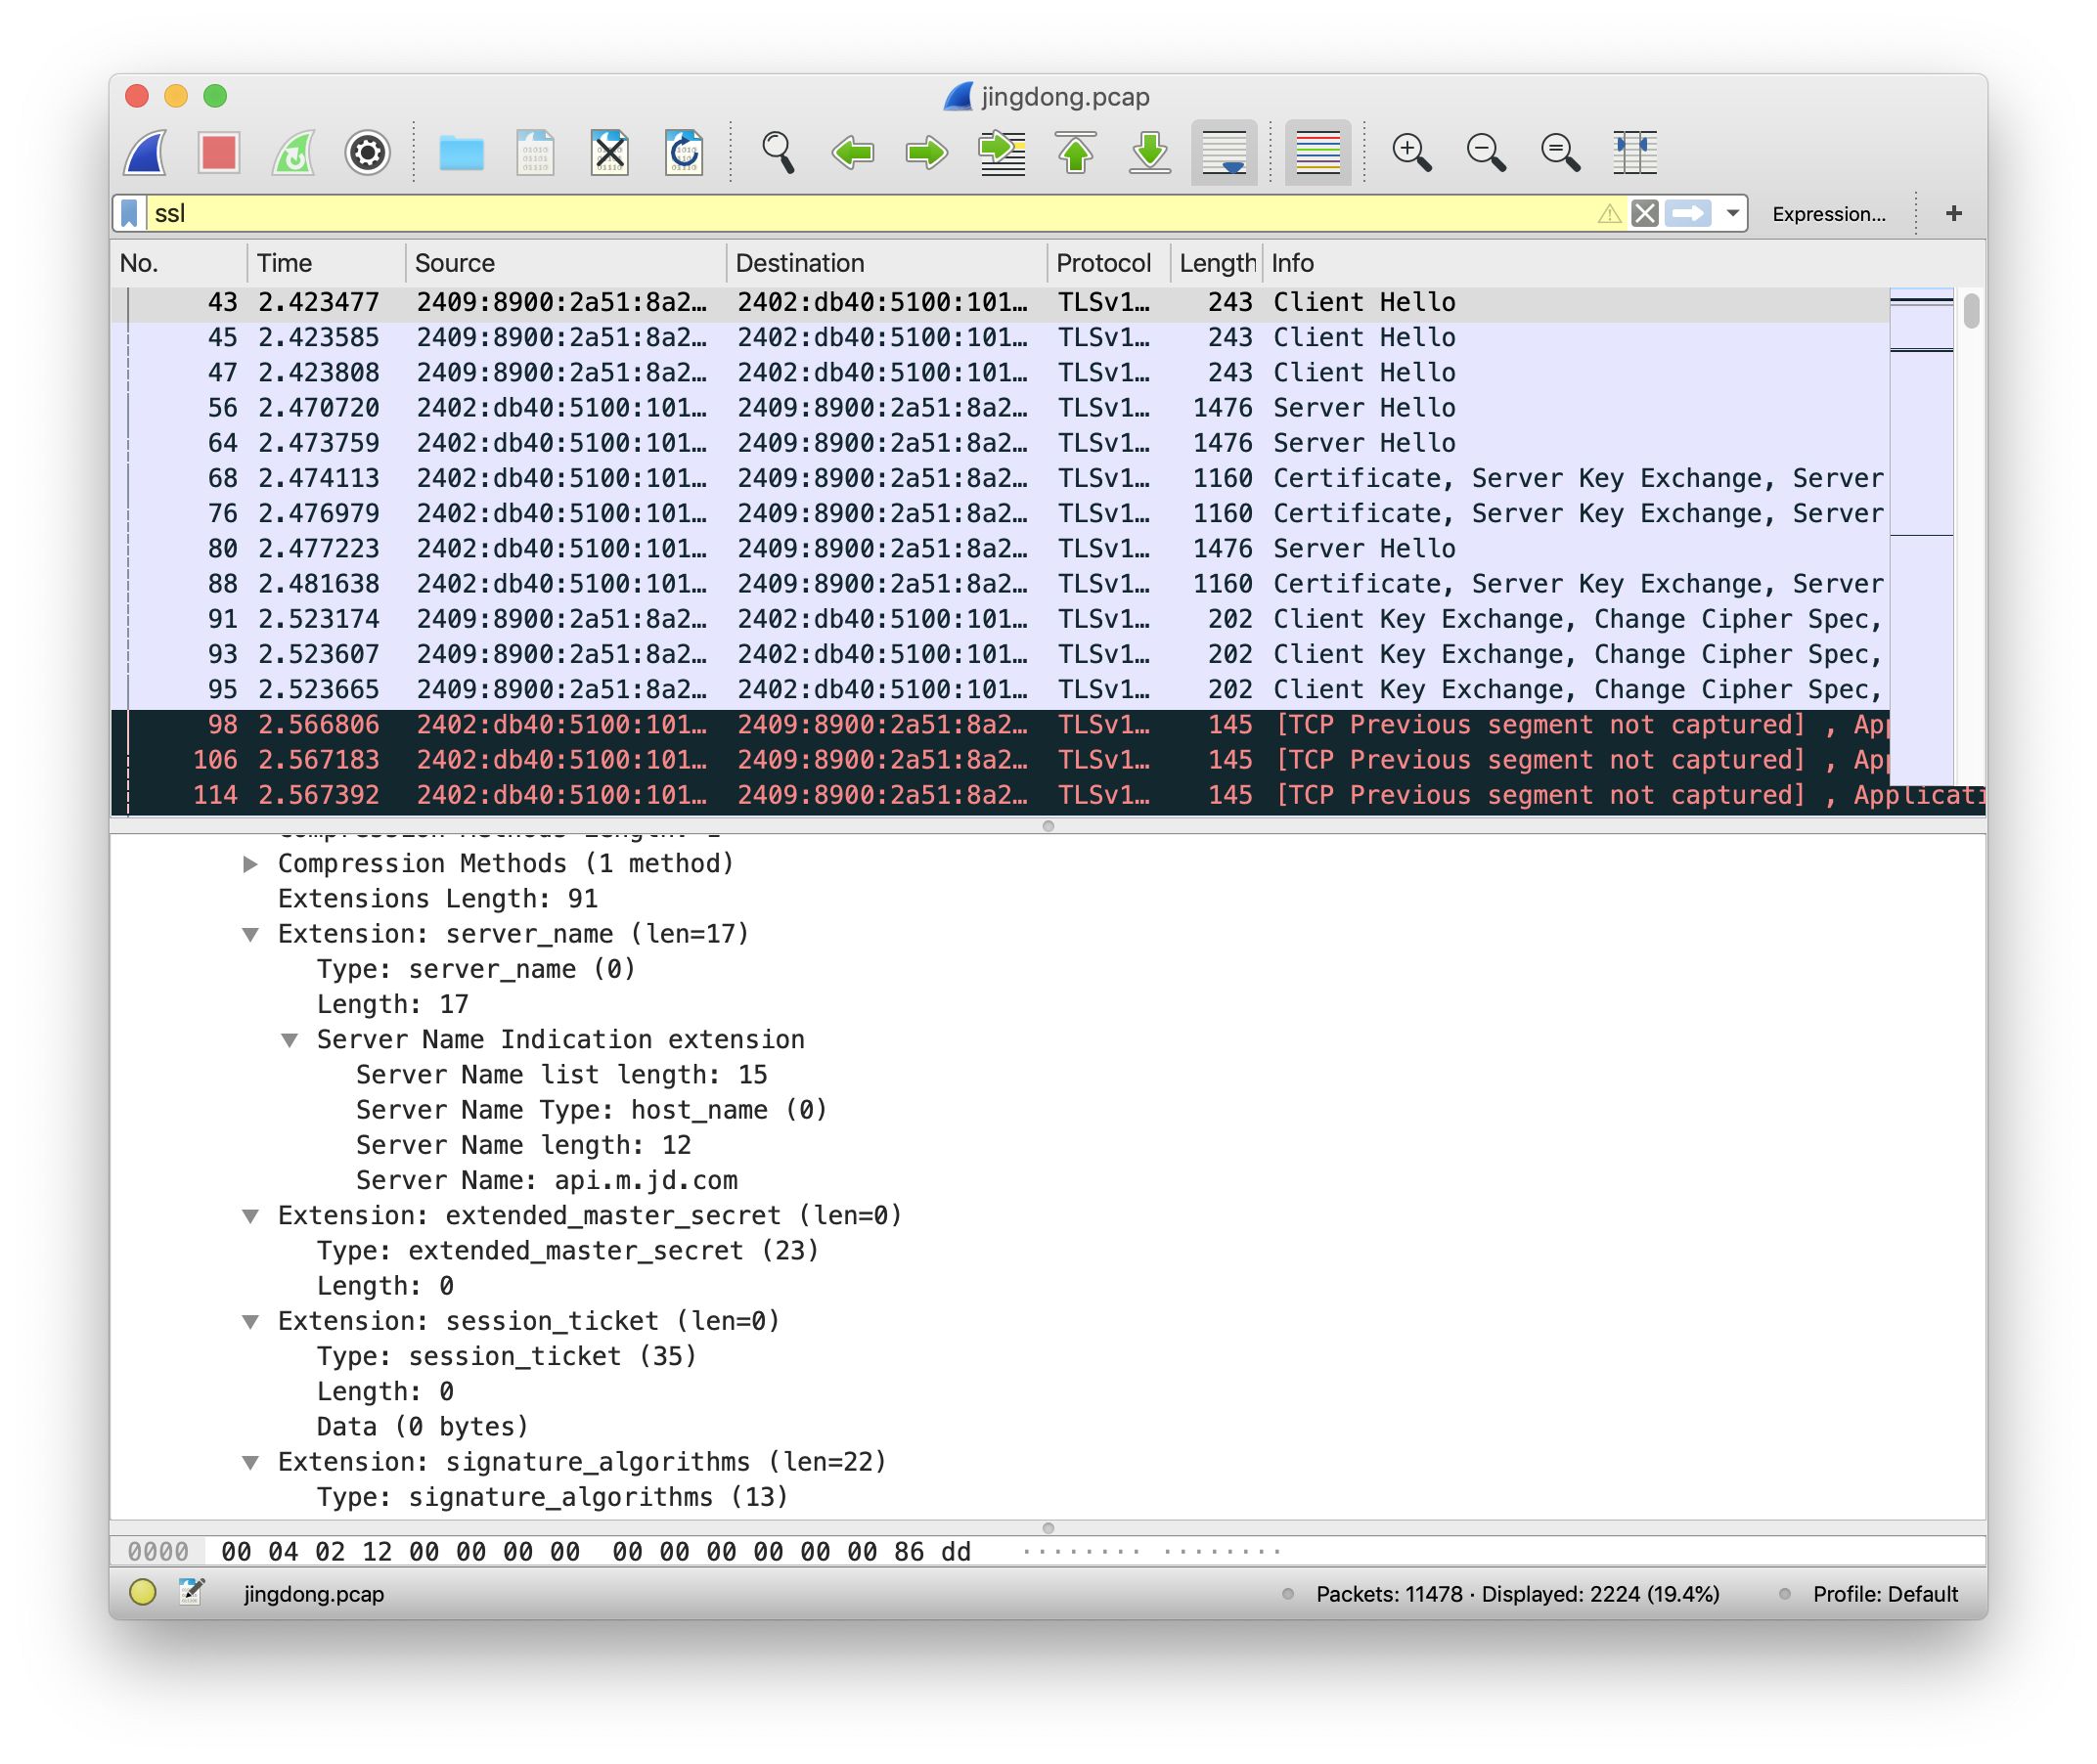 jingdong.pcap
ssl
Expression...
+
No. Time Source Destination Protocol Length Info
43 2.423477 2409:8900:2a51:8a2… 2402:db40:5100:101… TLSv1… 243 Client Hello
45 2.423585 2409:8900:2a51:8a2… 2402:db40:5100:101… TLSv1… 243 Client Hello
47 2.423808 2409:8900:2a51:8a2… 2402:db40:5100:101… TLSv1… 243 Client Hello
56 2.470720 2402:db40:5100:101… 2409:8900:2a51:8a2… TLSv1… 1476 Server Hello
64 2.473759 2402:db40:5100:101… 2409:8900:2a51:8a2… TLSv1… 1476 Server Hello
68 2.474113 2402:db40:5100:101… 2409:8900:2a51:8a2… TLSv1… 1160 Certificate, Server Key Exchange, Server
76 2.476979 2402:db40:5100:101… 2409:8900:2a51:8a2… TLSv1… 1160 Certificate, Server Key Exchange, Server
80 2.477223 2402:db40:5100:101… 2409:8900:2a51:8a2… TLSv1… 1476 Server Hello
88 2.481638 2402:db40:5100:101… 2409:8900:2a51:8a2… TLSv1… 1160 Certificate, Server Key Exchange, Server
91 2.523174 2409:8900:2a51:8a2… 2402:db40:5100:101… TLSv1… 202 Client Key Exchange, Change Cipher Spec,
93 2.523607 2409:8900:2a51:8a2… 2402:db40:5100:101… TLSv1… 202 Client Key Exchange, Change Cipher Spec,
95 2.523665 2409:8900:2a51:8a2… 2402:db40:5100:101… TLSv1… 202 Client Key Exchange, Change Cipher Spec,
98 2.566806 2402:db40:5100:101… 2409:8900:2a51:8a2… TLSv1… 145 [TCP Previous segment not captured] , Ap
106 2.567183 2402:db40:5100:101… 2409:8900:2a51:8a2… TLSv1… 145 [TCP Previous segment not captured] , Ap
114 2.567392 2402:db40:5100:101… 2409:8900:2a51:8a2… TLSv1… 145 [TCP Previous segment not captured] , Applicati
Compression Methods Length: 1
Compression Methods (1 method)
Extensions Length: 91
Extension: server_name (len=17)
Type: server_name (0)
Length: 17
Server Name Indication extension
Server Name list length: 15
Server Name Type: host_name (0)
Server Name length: 12
Server Name: api.m.jd.com
Extension: extended_master_secret (len=0)
Type: extended_master_secret (23)
Length: 0
Extension: session_ticket (len=0)
Type: session_ticket (35)
Length: 0
Data (0 bytes)
Extension: signature_algorithms (len=22)
Type: signature_algorithms (13)
0000 00 04 02 12 00 00 00 00 00 00 00 00 00 00 86 dd ········ ········
jingdong.pcap
Packets: 11478 · Displayed: 2224 (19.4%)
Profile: Default